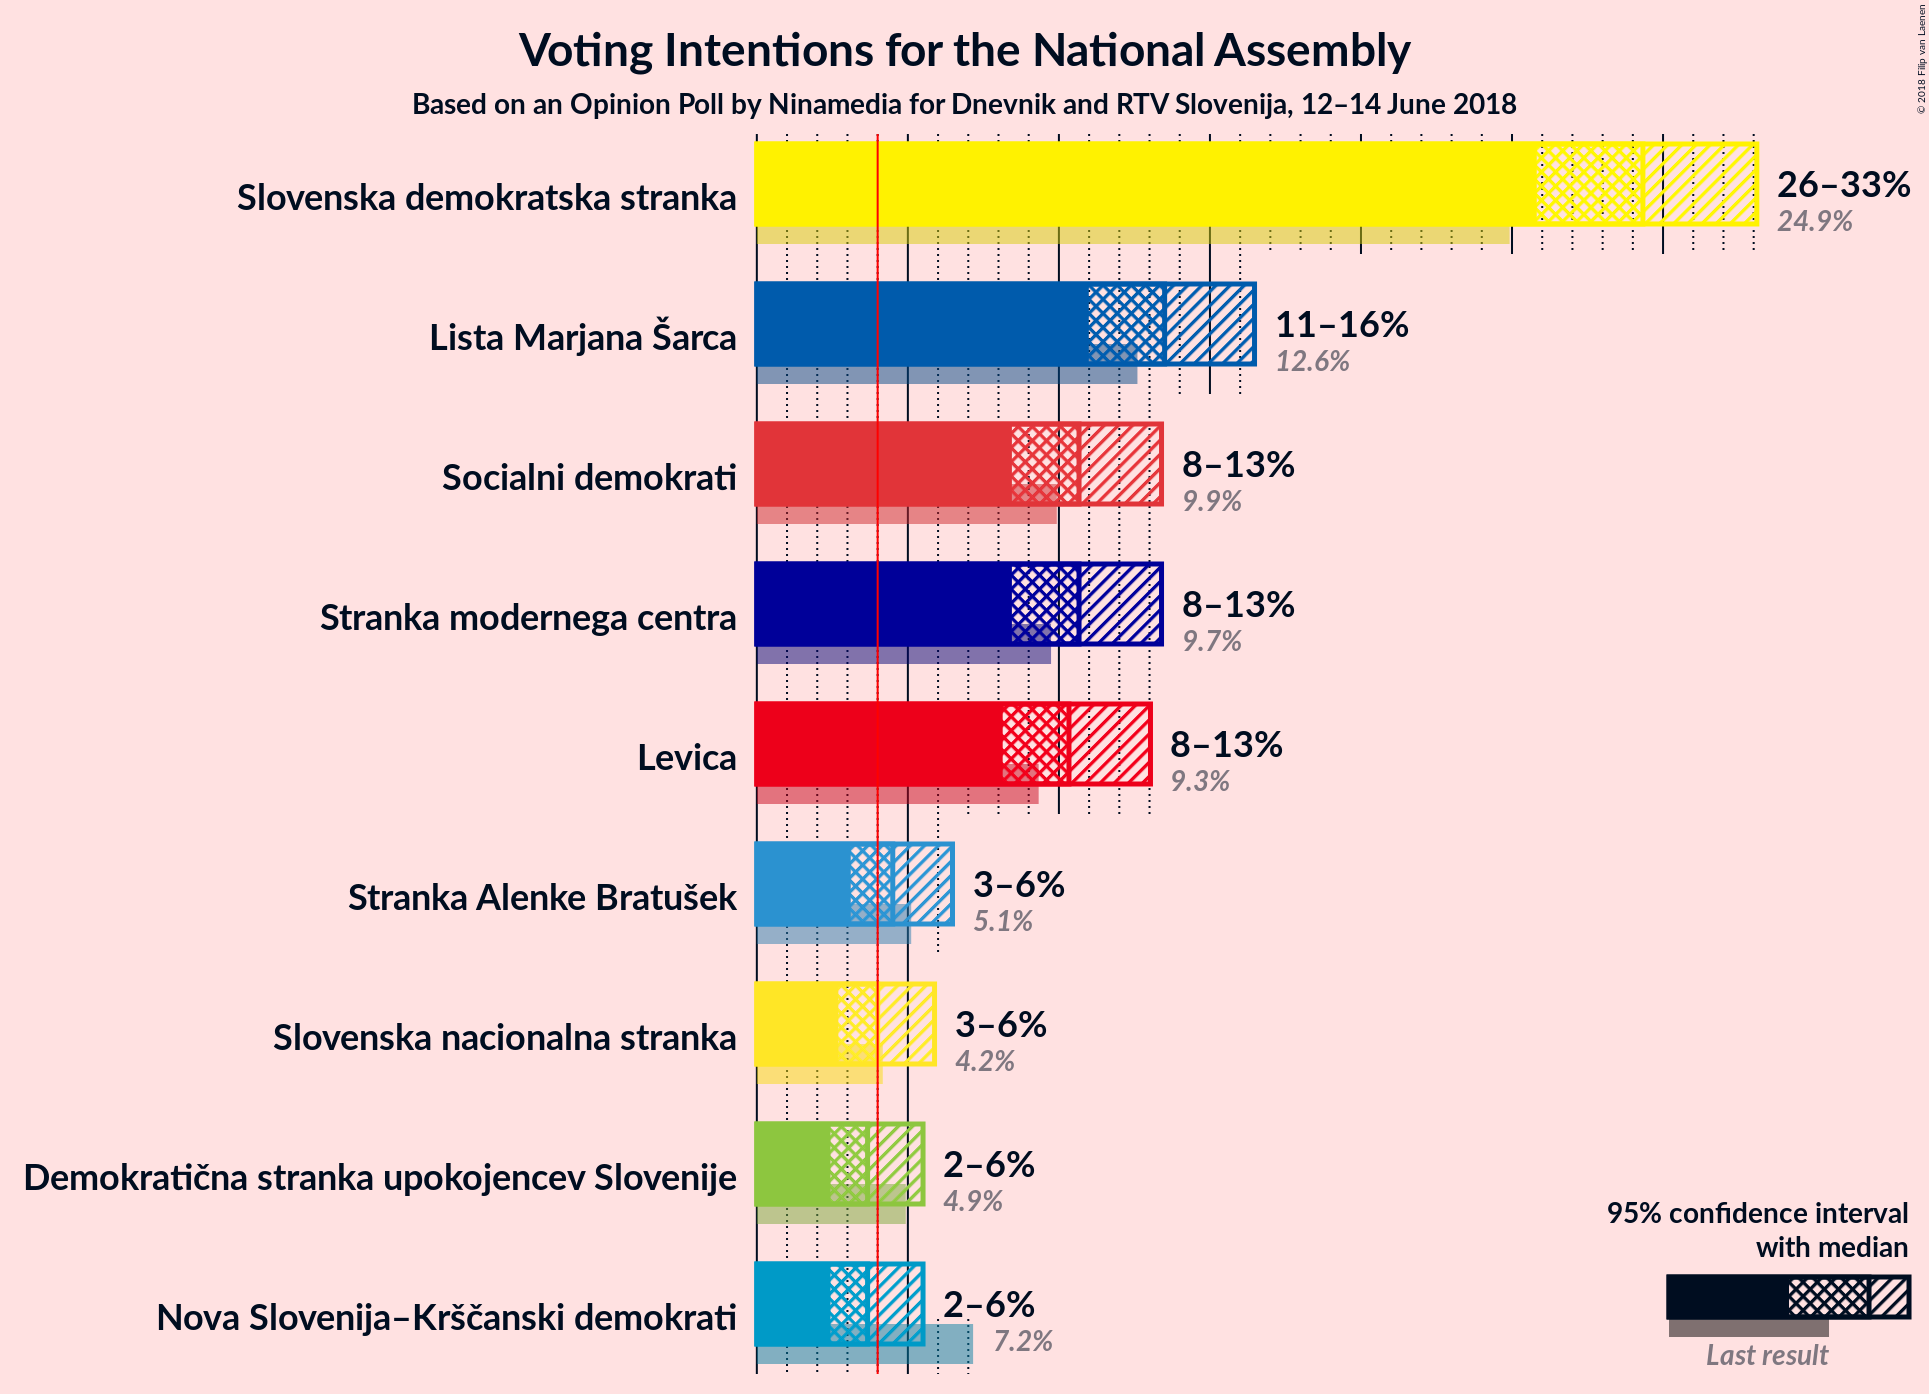 Voting Intentions for the National Assembly
Based on an Opinion Poll by Ninamedia for Dnevnik and RTV Slovenija, 12–14 June 2018
© 2018 Filip van Laenen
Slovenska demokratska stranka
26–33%
24.9%
Lista Marjana Šarca
11–16%
12.6%
Socialni demokrati
8–13%
9.9%
Stranka modernega centra
8–13%
9.7%
Levica
8–13%
9.3%
Stranka Alenke Bratušek
3–6%
5.1%
Slovenska nacionalna stranka
3–6%
4.2%
Demokratična stranka upokojencev Slovenije
2–6%
4.9%
Nova Slovenija–Krščanski demokrati
2–6%
7.2%
95% confidence interval
with median
Last result